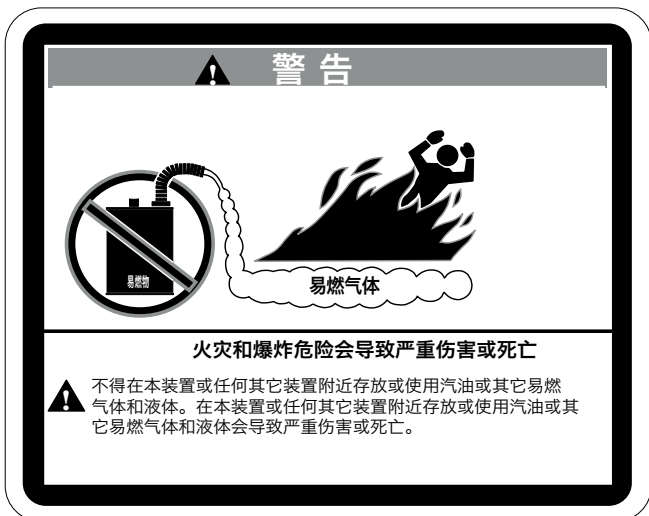 警告
易燃物
易燃气体
火灾和爆炸危险会导致严重伤害或死亡
不得在本装置或任何其它装置附近存放或使用汽油或其它易燃
气体和液体。在本装置或任何其它装置附近存放或使用汽油或其
它易燃气体和液体会导致严重伤害或死亡。